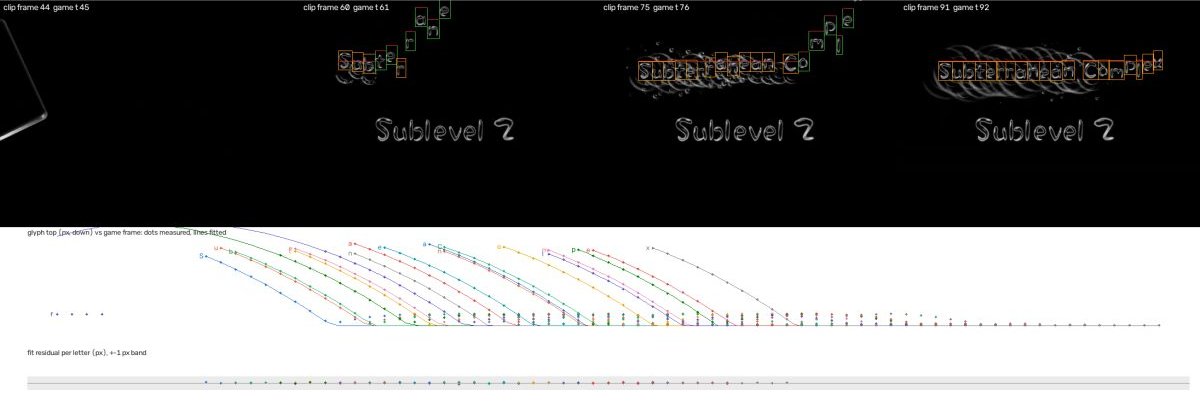 clip frame 44 game t 45
clip frame 60 game t 61
clip frame 75 game t 76
clip frame 91 game t 92
Sublevel 2
Subterranean Co
Sublevel 2
Subterranean Comple
Sublevel 2
glyph top (px down) vs game frame: dots measured, lines fitted
fit residual per letter (px), +-1 px band